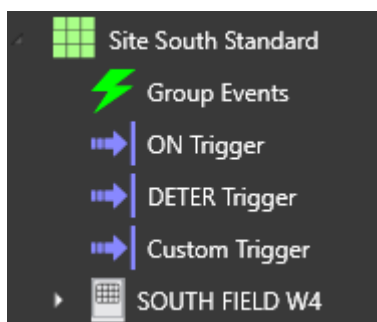 Site South Standard
Group Events
ON Trigger
DETER Trigger
Custom Trigger
SOUTH FIELD W4